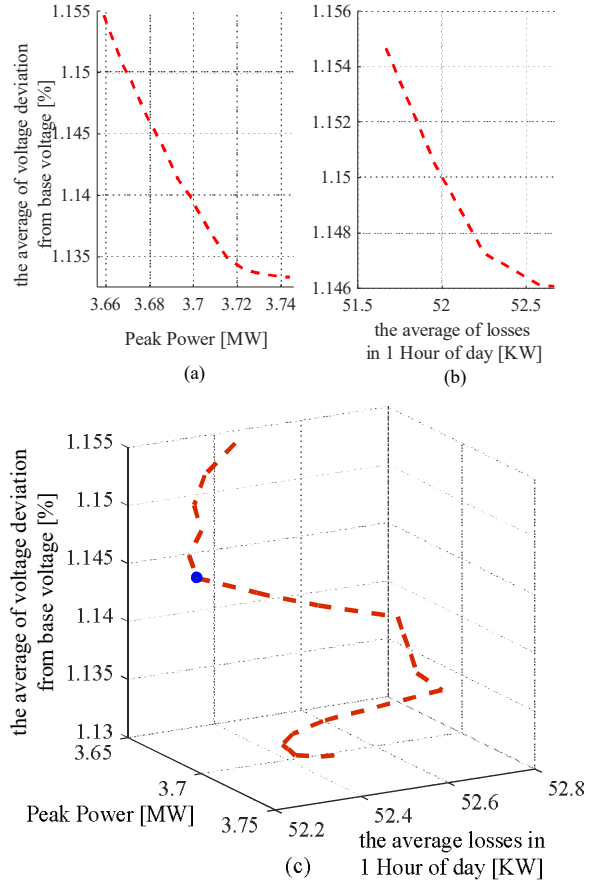 the average of voltage deviation
from base voltage [%]
1.155
1.15
1.145
1.14
1.135
3.66 3.68 3.7 3.72 3.74
Peak Power [MW]
(a)
1.156
1.154
1.152
1.15
1.148
1.146
51.5 52 52.5
the average of losses
in 1 Hour of day [KW]
(b)
the average of voltage deviation
from base voltage [%]
1.155
1.15
1.145
1.14
1.135
1.13
3.65
3.7
3.75
Peak Power [MW]
52.2
52.4
52.6
52.8
the average losses in
1 Hour of day [KW]
(c)